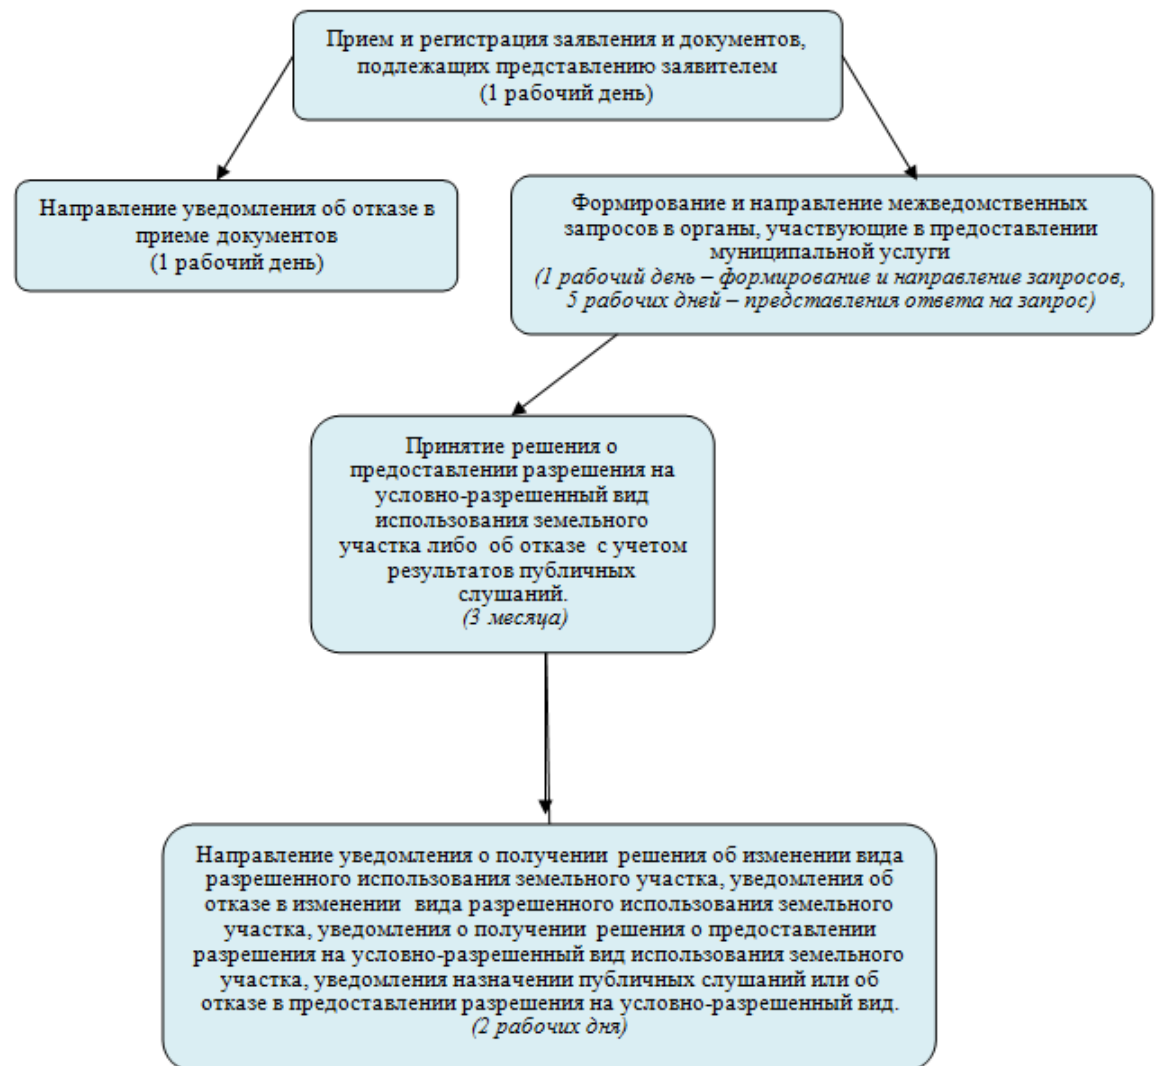 Прием и регистрация заявления и документов,
подлежащих представлению заявителем
(1 рабочий день)
Направление уведомления об отказе в
приеме документов
(1 рабочий день)
Формирование и направление межведомственных
запросов в органы, участвующие в предоставлении
муниципальной услуги
(1 рабочий день – формирование и направление запросов,
5 рабочих дней – представления ответа на запрос)
Принятие решения о
предоставлении разрешения на
условно-разрешенный вид
использования земельного
участка либо об отказе с учетом
результатов публичных
слушаний.
(3 месяца)
Направление уведомления о получении решения об изменении вида
разрешенного использования земельного участка, уведомления об
отказе в изменении вида разрешенного использования земельного
участка, уведомления о получении решения о предоставлении
разрешения на условно-разрешенный вид использования земельного
участка, уведомления назначении публичных слушаний или об
отказе в предоставлении разрешения на условно-разрешенный вид.
(2 рабочих дня)